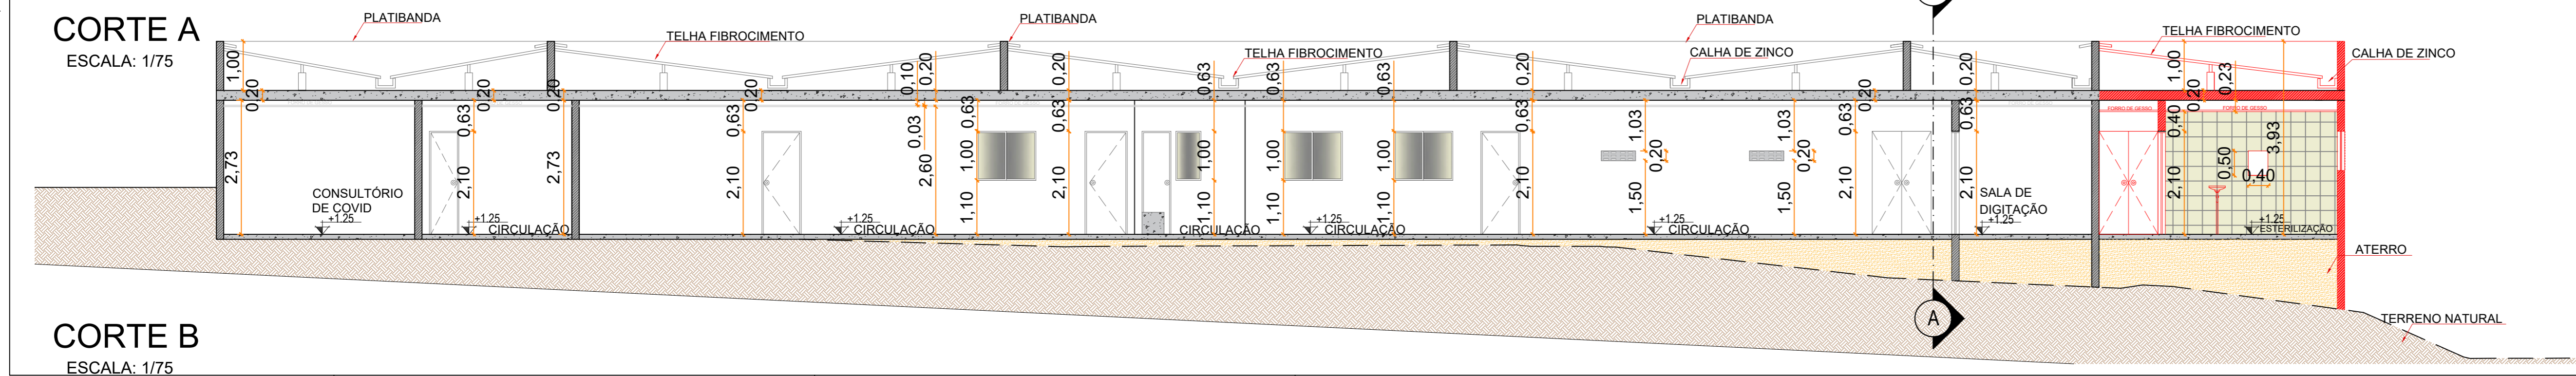 CORTE A
ESCALA: 1/75
PLATIBANDA
TELHA FIBROCIMENTO
PLATIBANDA
TELHA FIBROCIMENTO
CALHA DE ZINCO
PLATIBANDA
TELHA FIBROCIMENTO
CALHA DE ZINCO
1,00
0,20
2,73
CONSULTÓRIO
DE COVID
+1.25
0,63
0,20
2,10
+1.25
CIRCULAÇÃO
0,20
2,73
0,63
0,20
2,10
+1.25
CIRCULAÇÃO
0,10
0,20
0,03
2,60
0,63
1,00
1,10
0,20
0,63
2,10
0,63
1,00
1,10
CIRCULAÇÃO
0,63
1,00
1,10
+1.25
CIRCULAÇÃO
0,63
1,00
1,10
0,20
0,63
2,10
1,03
0,20
1,50
+1.25
CIRCULAÇÃO
1,03
0,20
1,50
0,63
0,20
2,10
0,20
0,63
2,10
SALA DE
DIGITAÇÃO
+1.25
FORRO DE GESSO
FORRO DE GESSO
1,00
0,20
0,23
0,40
3,93
2,10
0,50
0,40
+1.25
ESTERILIZAÇÃO
ATERRO
A
TERRENO NATURAL
CORTE B
ESCALA: 1/75